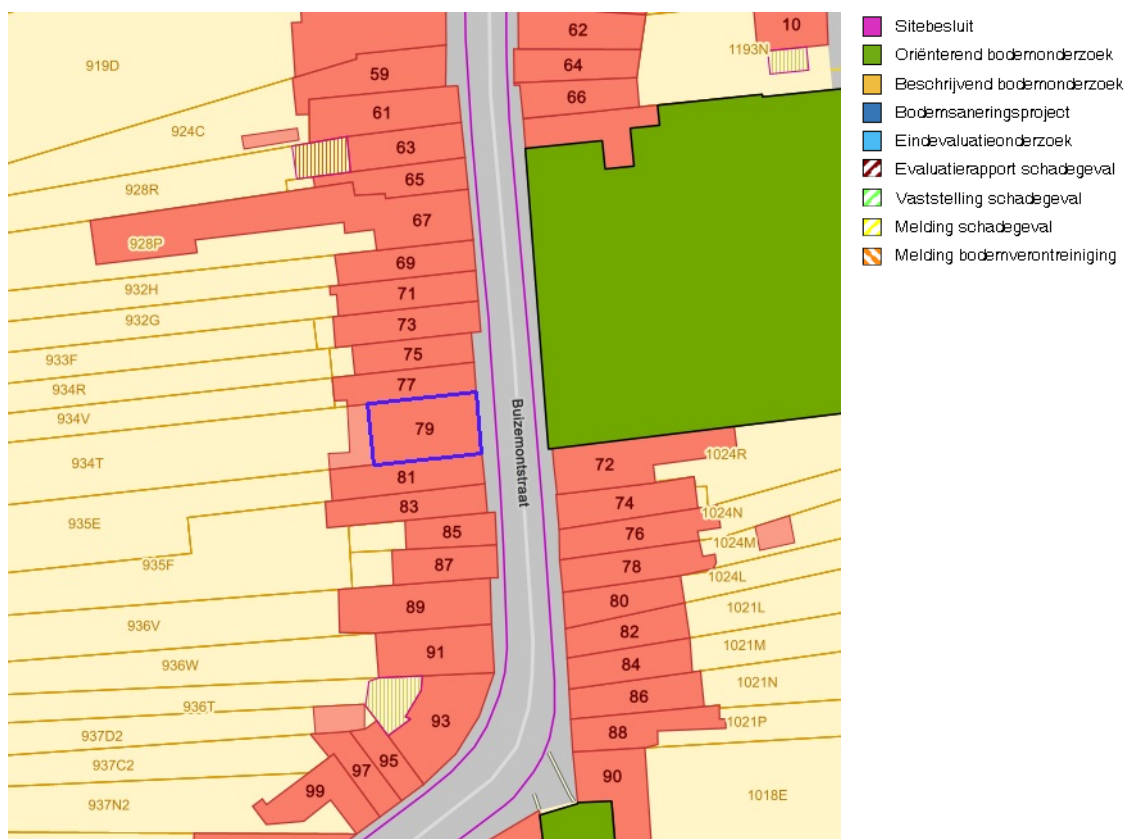 62
10
1193N
919D
59
64
66
61
924C
63
65
928R
67
928P
69
932H
71
932G
73
933F
75
934R
77
934V
79
Buizemontstraat
934T
81
72
1024R
83
74
1024N
935E
85
76
1024M
935F
87
78
1024L
89
80
1021L
936V
82
1021M
91
84
936W
86
1021N
936T
93
88
1021P
937D2
95
937C2
97
90
99
937N2
1018E
Sitebesluit
Oriënterend bodemonderzoek
Beschrijvend bodemonderzoek
Bodemsaneringsproject
Eindevaluatieonderzoek
Evaluatierapport schadegeval
Vaststelling schadegeval
Melding schadegeval
Melding bodemverontreiniging